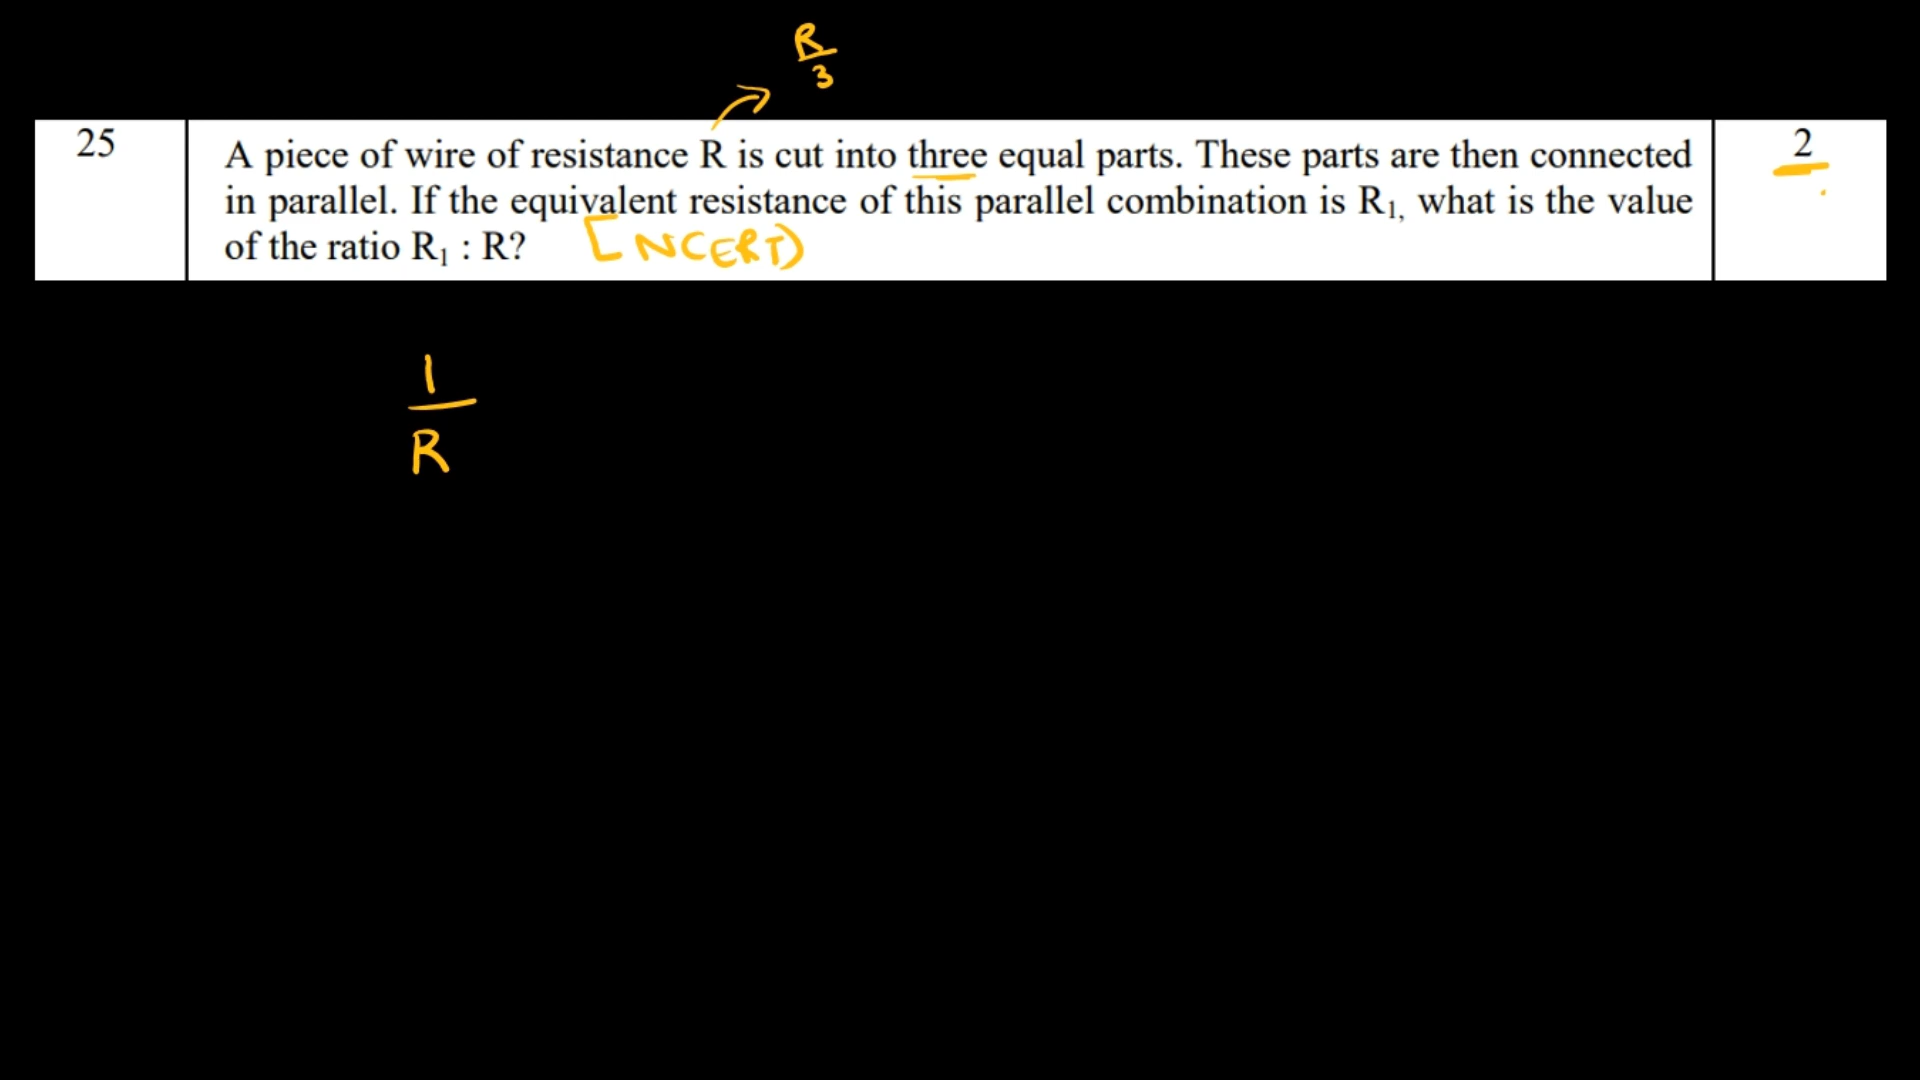 R
3
25
A piece of wire of resistance R is cut into three equal parts. These parts are then connected
2
in parallel. If the equivalent resistance of this parallel combination is R₁, what is the value
of the ratio R₁ : R?
[NCERT)
1
R